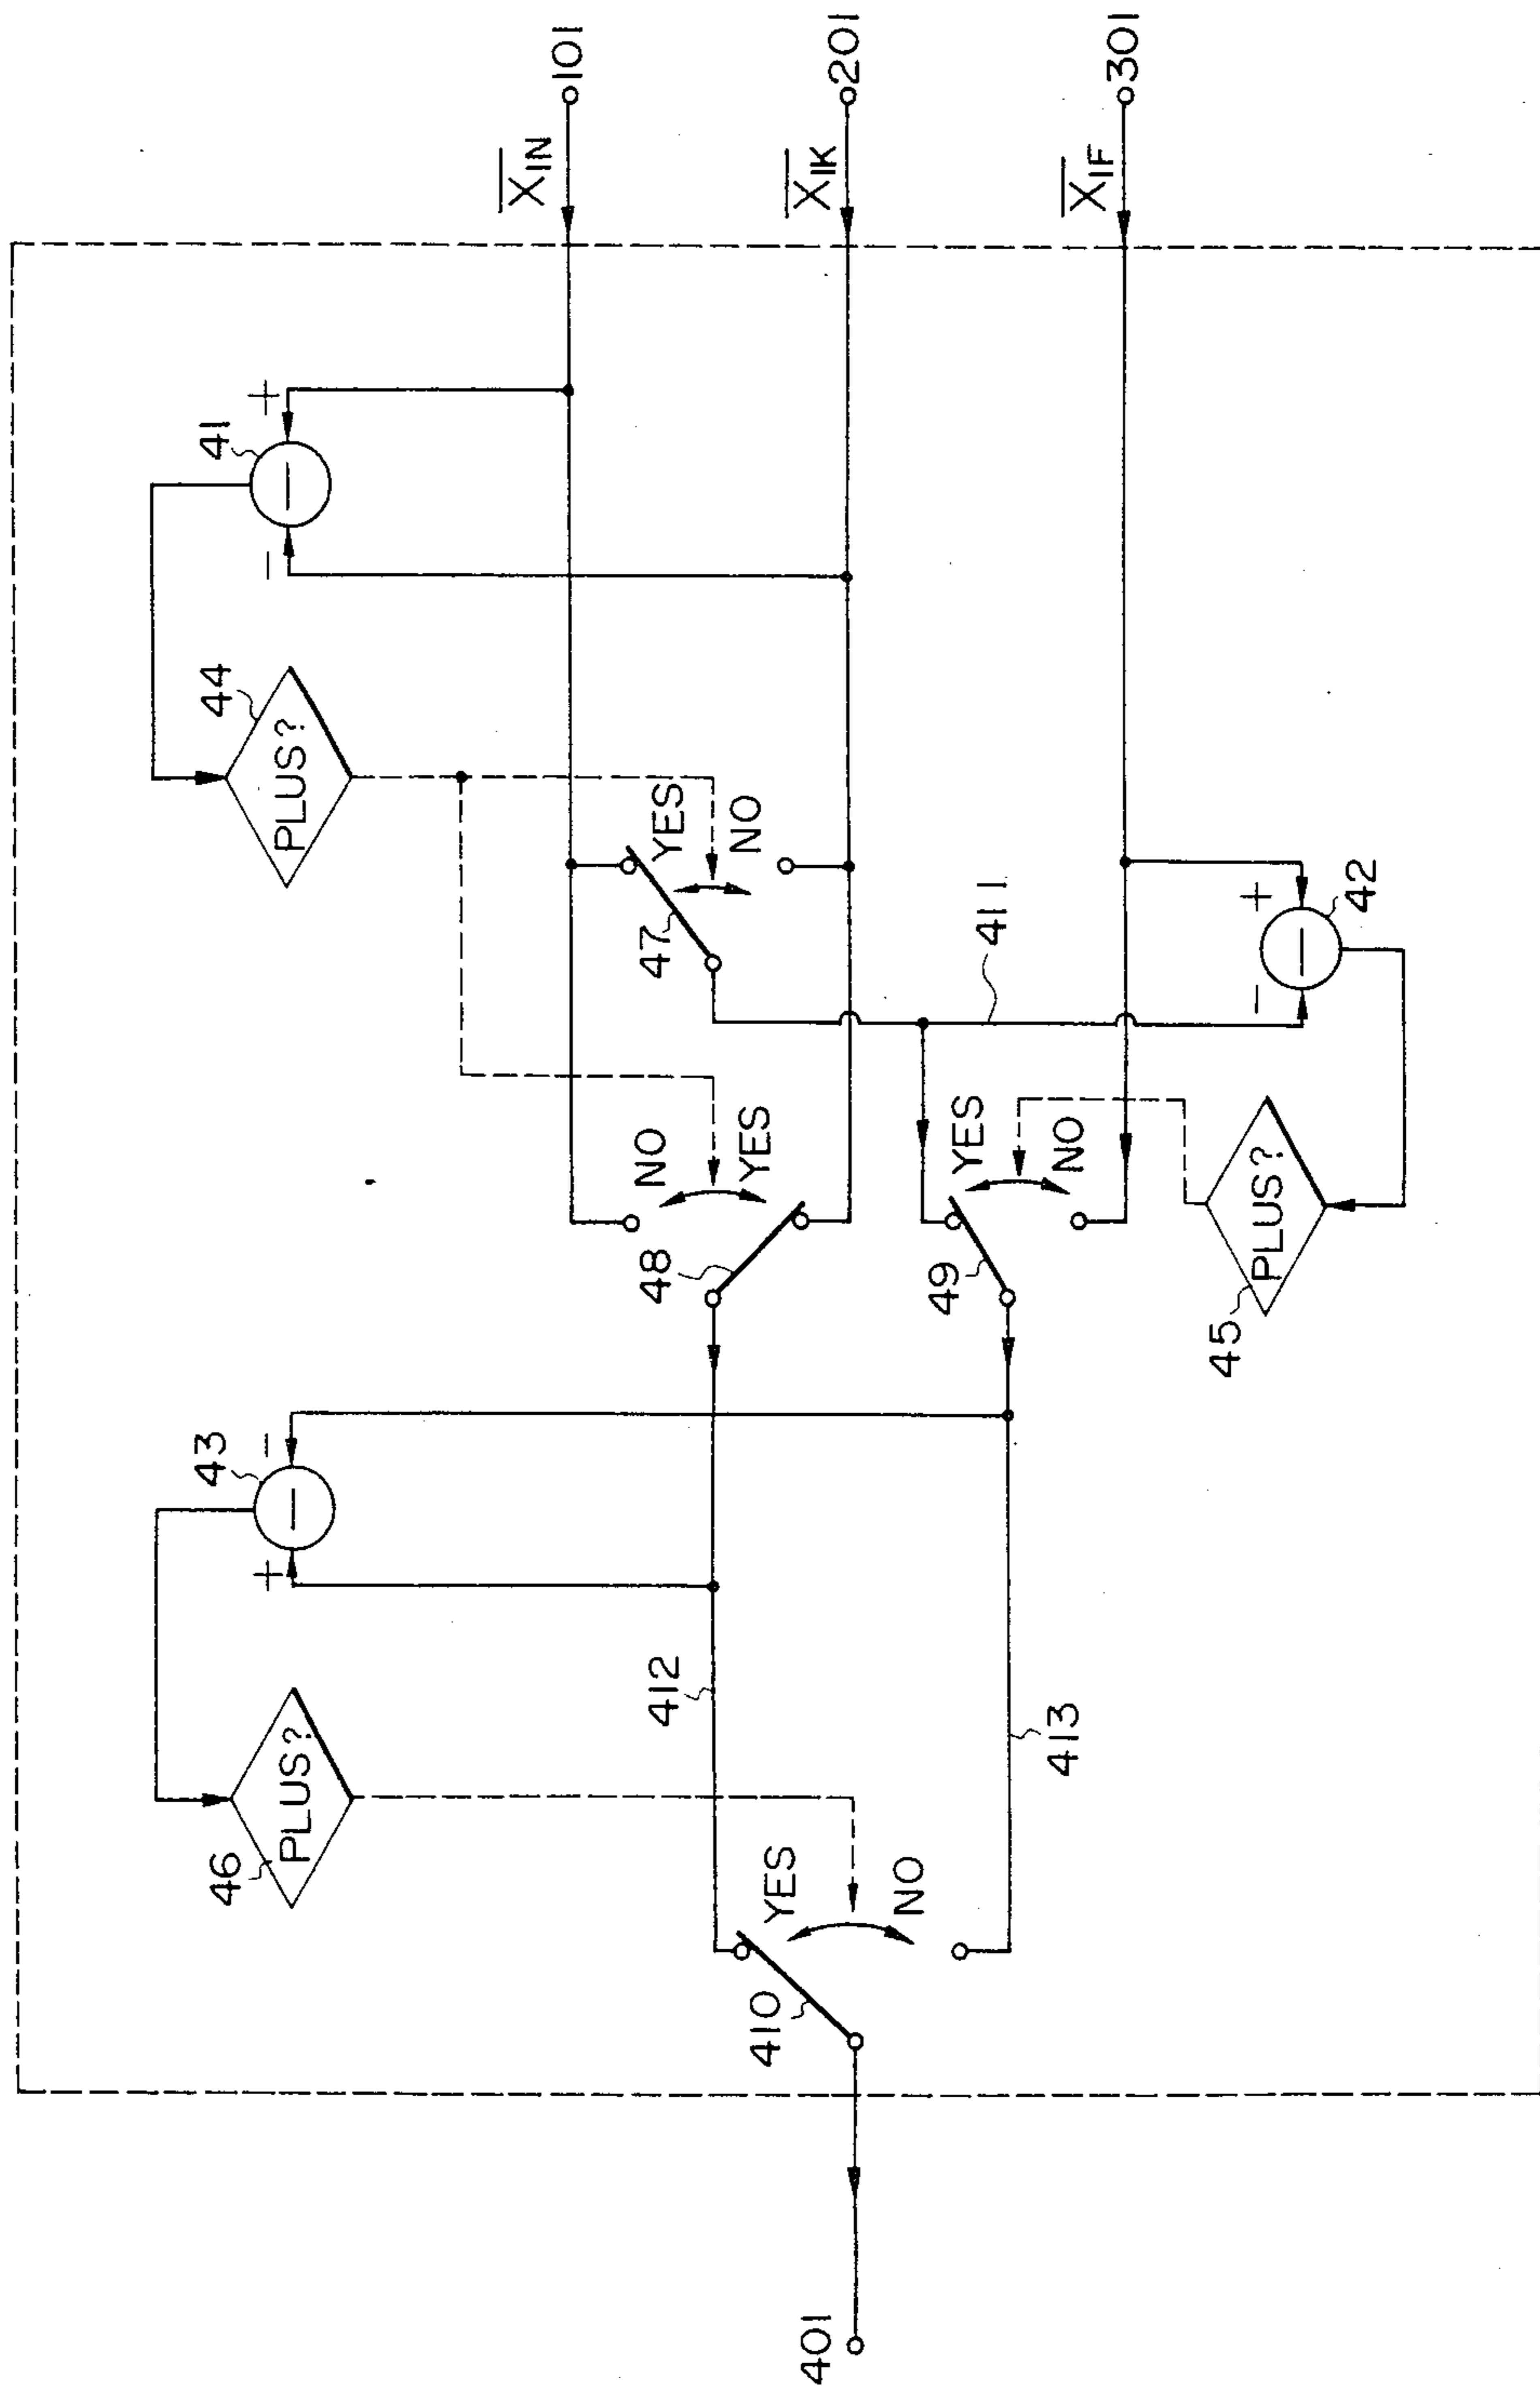 41
+
−
44
PLUS?
X̅IN
101
X̅IK
201
X̅IF
301
YES
NO
47
411
42
+
−
NO
YES
48
YES
NO
49
PLUS?
45
43
−
+
46
PLUS?
412
413
YES
NO
410
401